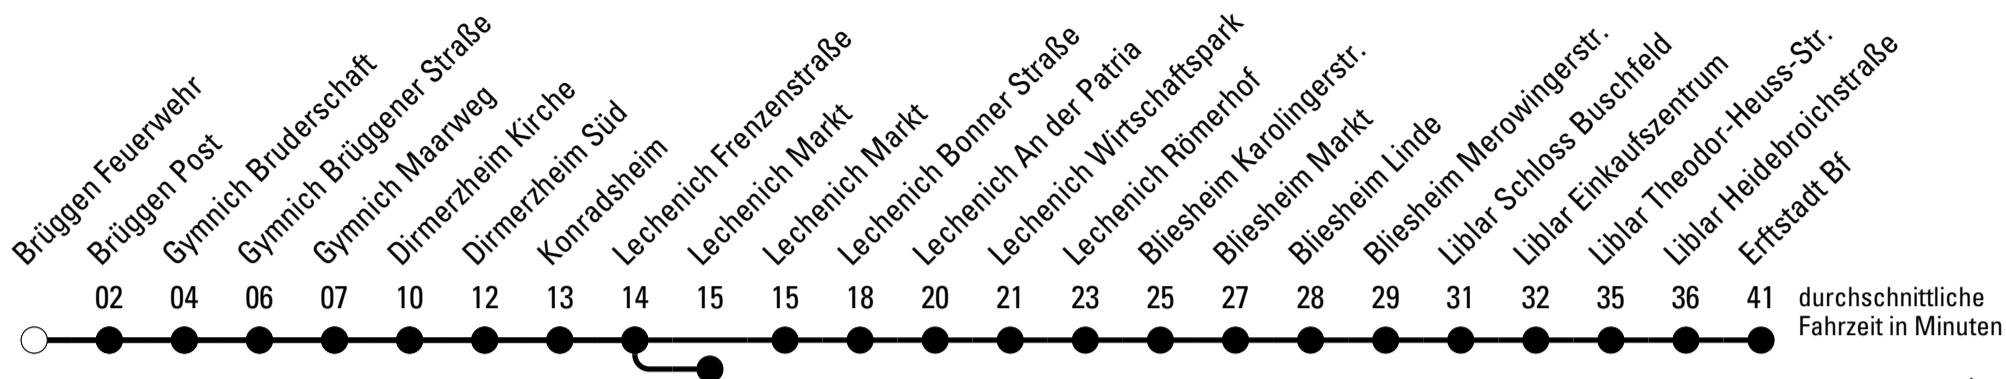 Brüggen Feuerwehr
Brüggen Post
Gymnich Bruderschaft
Gymnich Brüggener Straße
Gymnich Maarweg
Dirmerzheim Kirche
Dirmerzheim Süd
Konradsheim
Lechenich Frenzenstraße
Lechenich Markt
Lechenich Markt
Lechenich Bonner Straße
Lechenich An der Patria
Lechenich Wirtschaftspark
Lechenich Römerhof
Bliesheim Karolingerstr.
Bliesheim Markt
Bliesheim Linde
Bliesheim Merowingerstr.
Liblar Schloss Buschfeld
Liblar Einkaufszentrum
Liblar Theodor-Heuss-Str.
Liblar Heidebroichstraße
Erftstadt Bf
02 04 06 07 10 12 13 14 15 15 18 20 21 23 25 27 28 29 31 32 35 36 41
durchschnittliche
Fahrzeit in Minuten